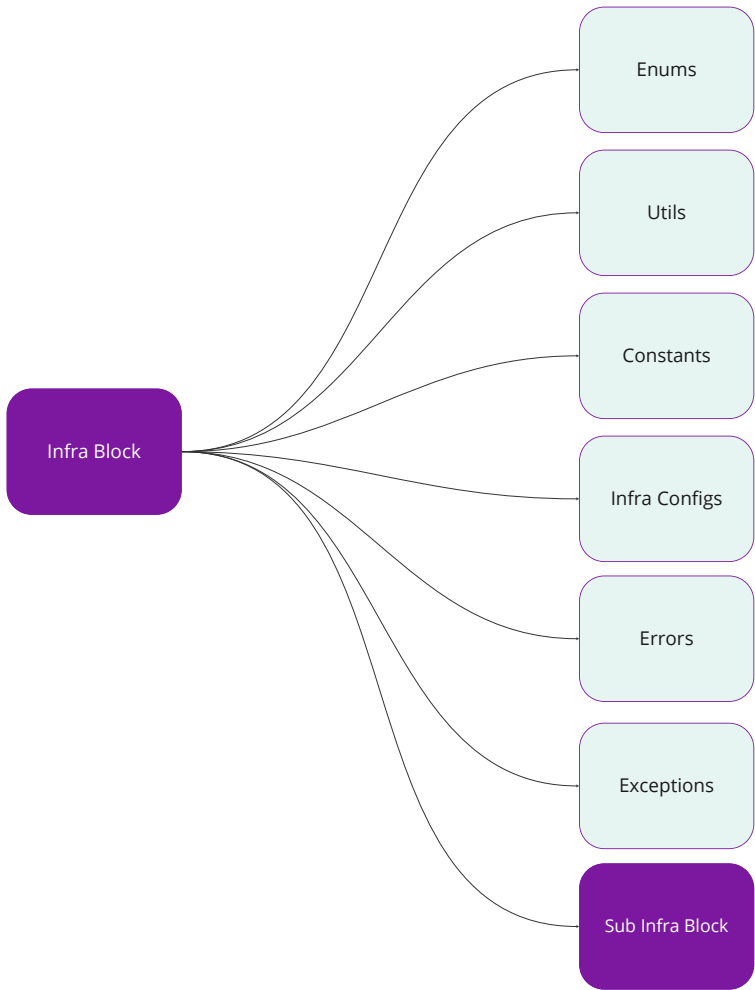 Enums
Utils
Constants
Infra Block
Infra Configs
Errors
Exceptions
Sub Infra Block